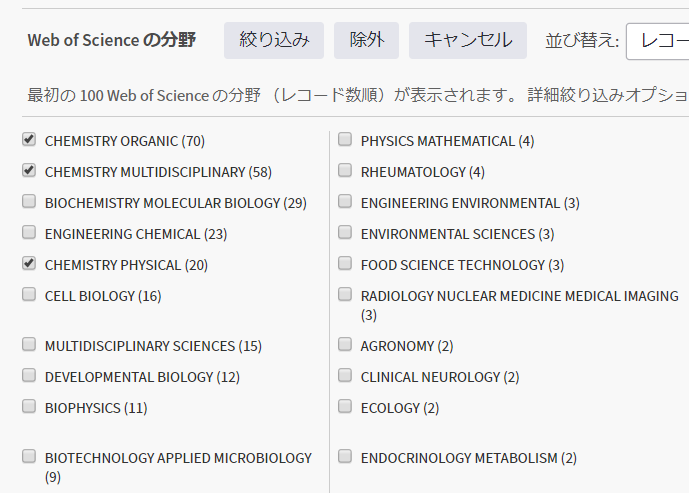 Web of Science の分野 絞り込み 除外 キャンセル 並び替え: レコー
最初の 100 Web of Science の分野 （レコード数順）が表示されます。 詳細絞り込みオプショ
CHEMISTRY ORGANIC (70)
CHEMISTRY MULTIDISCIPLINARY (58)
BIOCHEMISTRY MOLECULAR BIOLOGY (29)
ENGINEERING CHEMICAL (23)
CHEMISTRY PHYSICAL (20)
CELL BIOLOGY (16)
MULTIDISCIPLINARY SCIENCES (15)
DEVELOPMENTAL BIOLOGY (12)
BIOPHYSICS (11)
BIOTECHNOLOGY APPLIED MICROBIOLOGY
(9)
PHYSICS MATHEMATICAL (4)
RHEUMATOLOGY (4)
ENGINEERING ENVIRONMENTAL (3)
ENVIRONMENTAL SCIENCES (3)
FOOD SCIENCE TECHNOLOGY (3)
RADIOLOGY NUCLEAR MEDICINE MEDICAL IMAGING
(3)
AGRONOMY (2)
CLINICAL NEUROLOGY (2)
ECOLOGY (2)
ENDOCRINOLOGY METABOLISM (2)